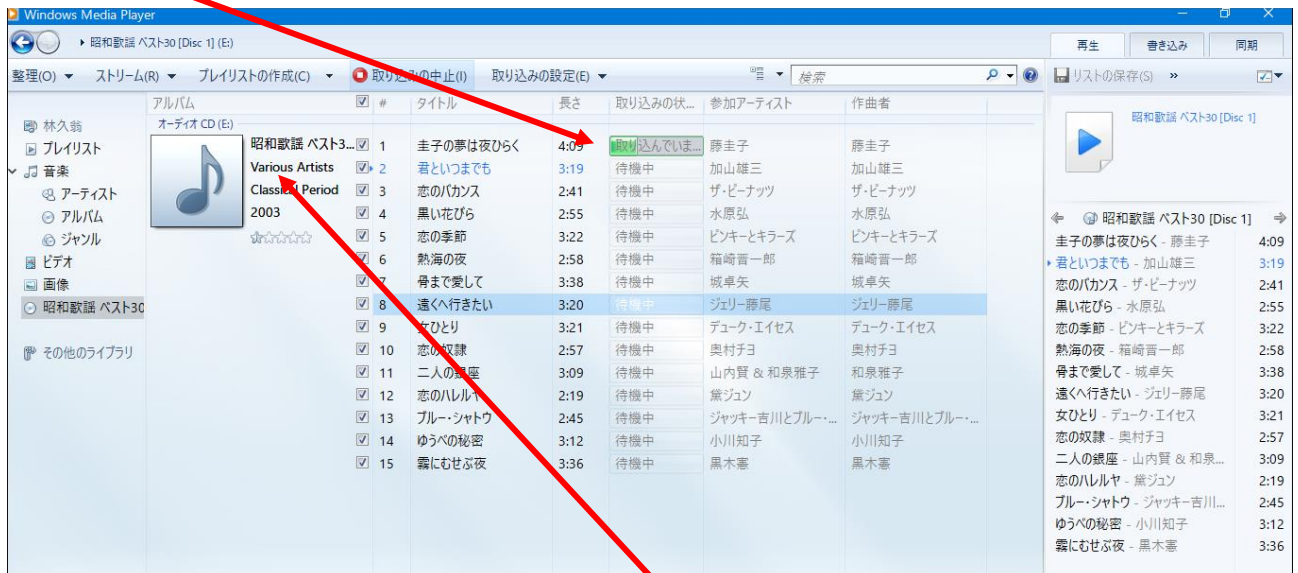 Windows Media Player
昭和歌謡 ベスト30 [Disc 1] (E:)
再生 書き込み 同期
整理(O) ストリーム(R) プレイリストの作成(C) 取り込みの中止(I) 取り込みの設定(E) 検索 リストの保存(S) »
アルバム # タイトル 長さ 取り込みの状... 参加アーティスト 作曲者
オーディオ CD (E:)
昭和歌謡 ベスト3...
Various Artists
Classical Period
2003
林久翁
プレイリスト
音楽
アーティスト
アルバム
ジャンル
ビデオ
画像
昭和歌謡 ベスト30
その他のライブラリ
1 圭子の夢は夜ひらく 4:09 取り込んでいま... 藤圭子 藤圭子
2 君といつまでも 3:19 待機中 加山雄三 加山雄三
3 恋のバカンス 2:41 待機中 ザ・ピーナッツ ザ・ピーナッツ
4 黒い花びら 2:55 待機中 水原弘 水原弘
5 恋の季節 3:22 待機中 ピンキーとキラーズ ピンキーとキラーズ
6 熱海の夜 2:58 待機中 箱崎晋一郎 箱崎晋一郎
7 骨まで愛して 3:38 待機中 城卓矢 城卓矢
8 遠くへ行きたい 3:20 待機中 ジェリー藤尾 ジェリー藤尾
9 女ひとり 3:21 待機中 デューク・エイセス デューク・エイセス
10 恋の奴隷 2:57 待機中 奥村チヨ 奥村チヨ
11 二人の銀座 3:09 待機中 山内賢 & 和泉雅子 和泉雅子
12 恋のハレルヤ 2:19 待機中 黛ジュン 黛ジュン
13 ブルー・シャトウ 2:45 待機中 ジャッキー吉川とブルー・... ジャッキー吉川とブルー・...
14 ゆうべの秘密 3:12 待機中 小川知子 小川知子
15 霧にむせぶ夜 3:36 待機中 黒木憲 黒木憲
昭和歌謡 ベスト30 [Disc 1]
昭和歌謡 ベスト30 [Disc 1]
圭子の夢は夜ひらく - 藤圭子 4:09
君といつまでも - 加山雄三 3:19
恋のバカンス - ザ・ピーナッツ 2:41
黒い花びら - 水原弘 2:55
恋の季節 - ピンキーとキラーズ 3:22
熱海の夜 - 箱崎晋一郎 2:58
骨まで愛して - 城卓矢 3:38
遠くへ行きたい - ジェリー藤尾 3:20
女ひとり - デューク・エイセス 3:21
恋の奴隷 - 奥村チヨ 2:57
二人の銀座 - 山内賢 & 和泉... 3:09
恋のハレルヤ - 黛ジュン 2:19
ブルー・シャトウ - ジャッキー吉川... 2:45
ゆうべの秘密 - 小川知子 3:12
霧にむせぶ夜 - 黒木憲 3:36